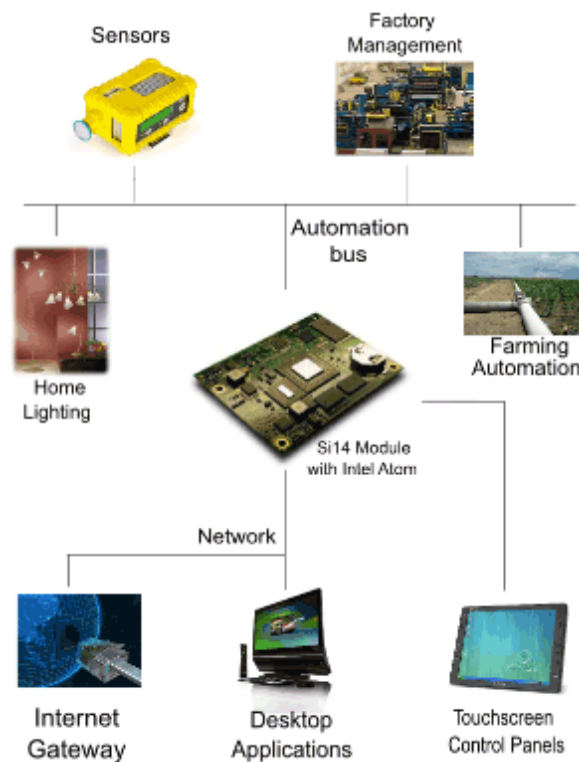 Sensors
Factory
Management
Automation
bus
Home
Lighting
Farming
Automation
Si14 Module
with Intel Atom
Network
Internet
Gateway
Desktop
Applications
Touchscreen
Control Panels